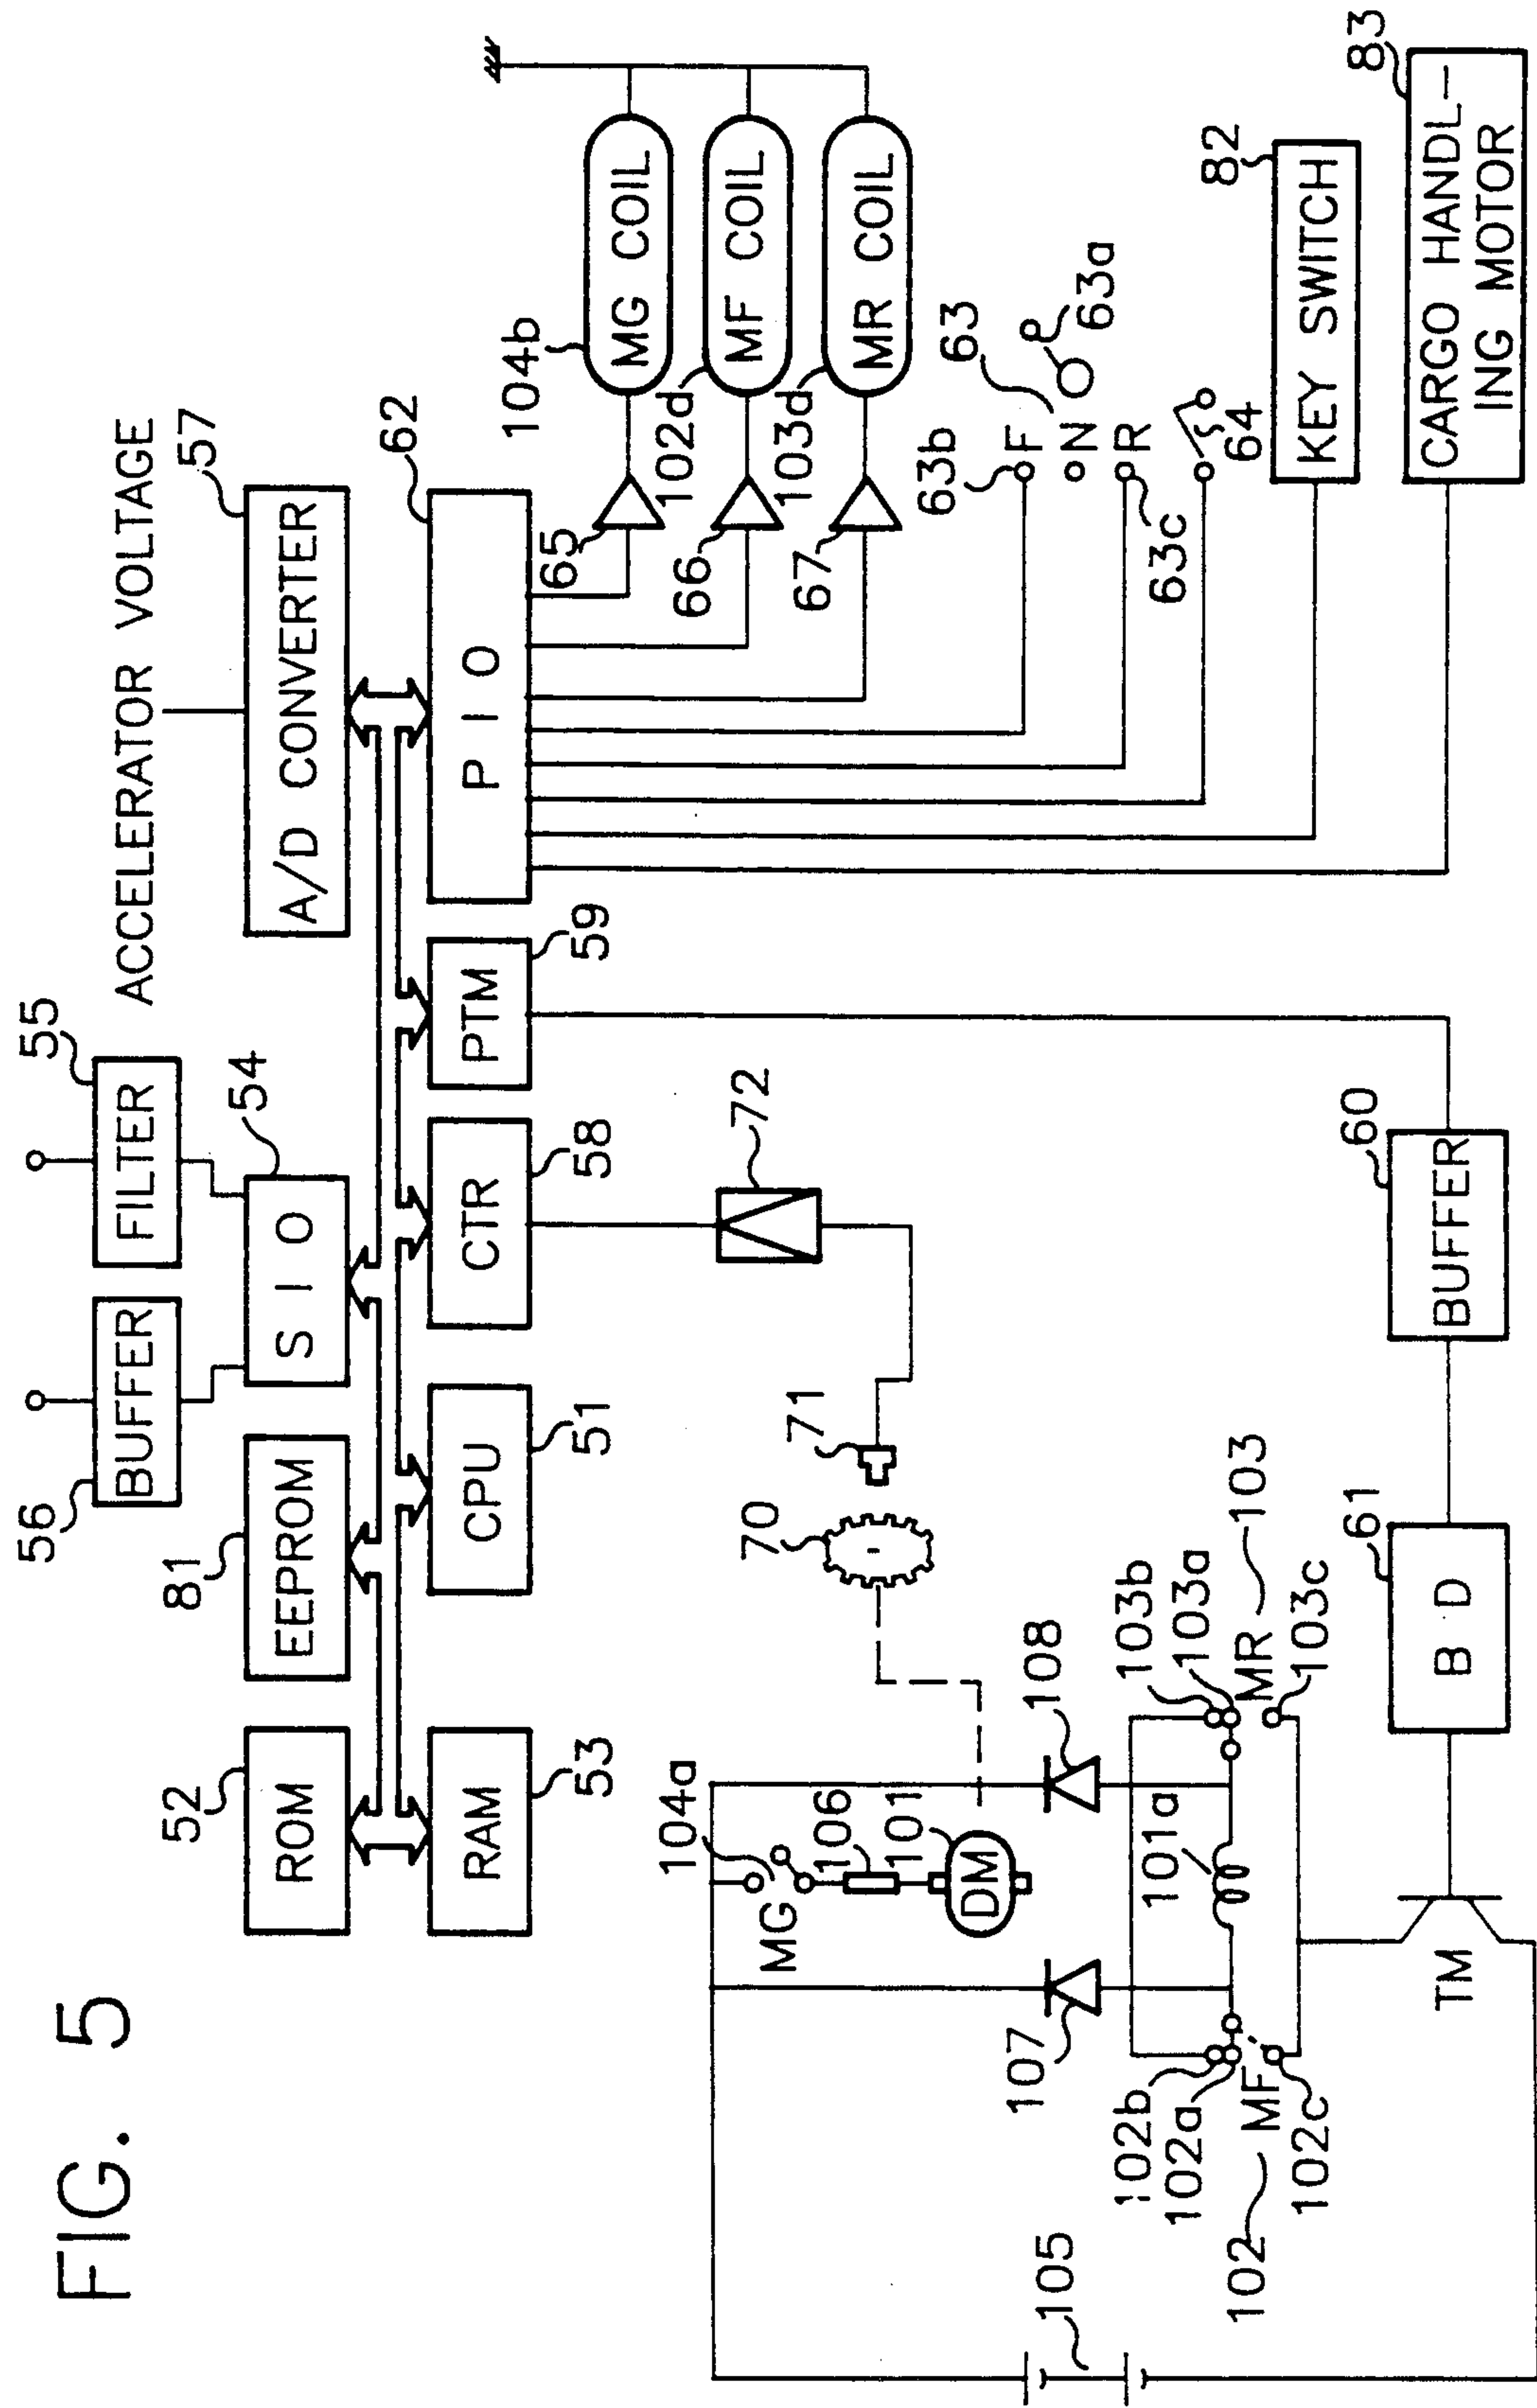 FIG. 5
ACCELERATOR VOLTAGE
56
BUFFER
FILTER
55
52
ROM
81
EEPROM
S I O
54
A/D CONVERTER
57
RAM
53
CPU
51
CTR
58
PTM
59
P I O
62
65
104b
MG COIL
66
102d
MF COIL
67
103d
MR COIL
63b
F
N
R
63
63a
63c
64
82
KEY SWITCH
83
CARGO HANDL-
ING MOTOR
72
71
70
104a
MG
106
101
DM
107
108
101a
102b
102a
102
MF
102c
103b
103a
MR
103
103c
105
TM
61
B D
60
BUFFER